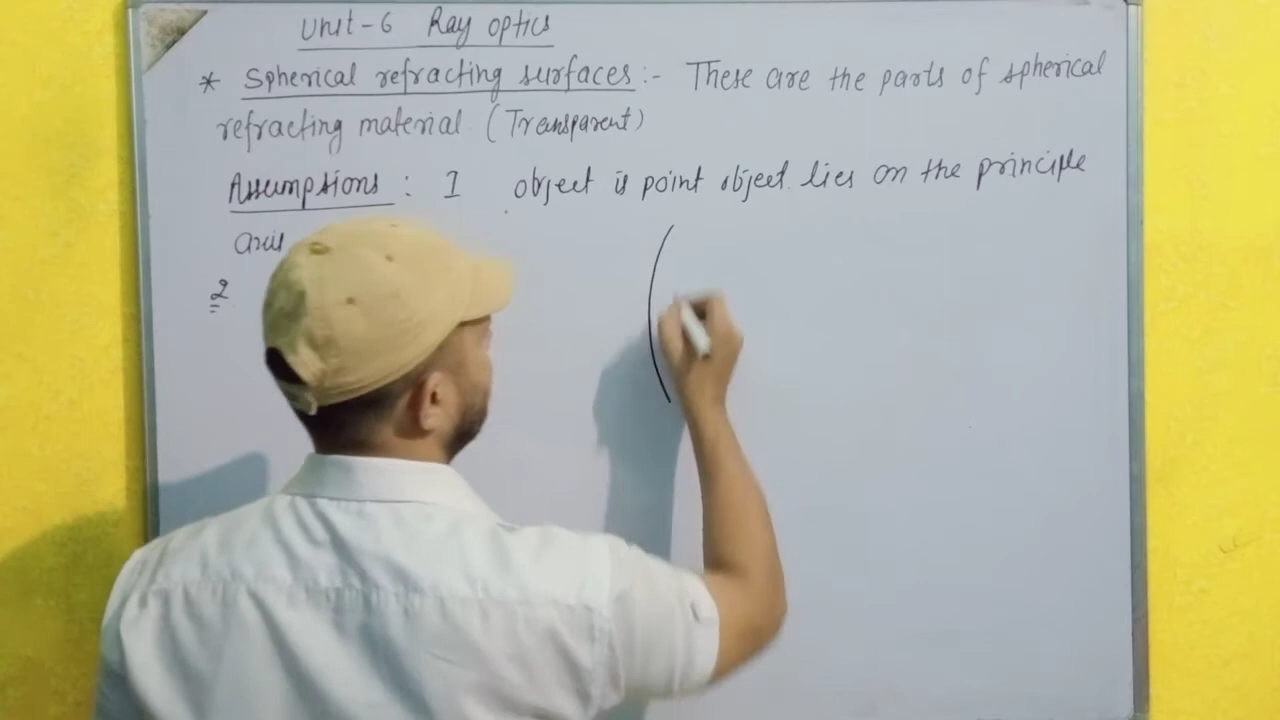 Unit-6 Ray optics
* Spherical refracting surfaces :- These are the parts of spherical
refracting material (Transparent)
Assumptions : I object is point object lies on the principle
axis
2